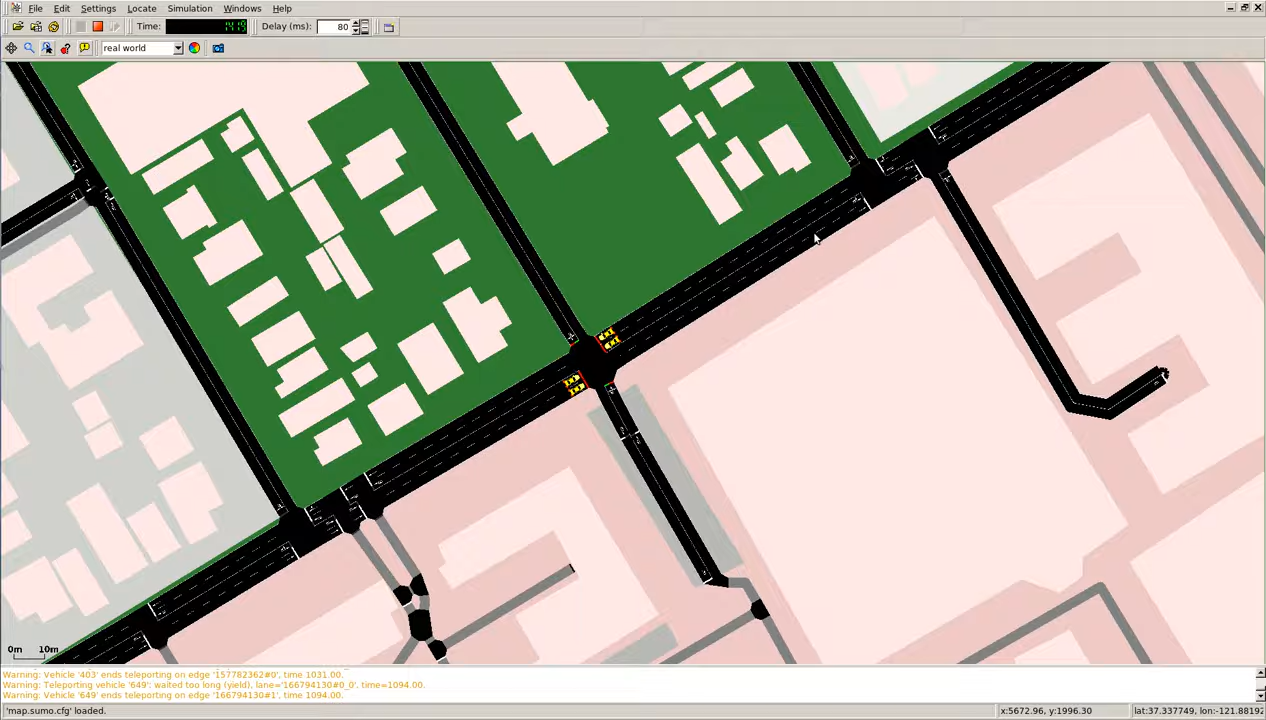 File Edit Settings Locate Simulation Windows Help
Time: 1419 Delay (ms): 80
real world
0m 10m
Warning: Vehicle '403' ends teleporting on edge '157782362#0', time 1031.00.
Warning: Teleporting vehicle '649'; waited too long (yield), lane='166794130#0_0', time=1094.00.
Warning: Vehicle '649' ends teleporting on edge '166794130#1', time 1094.00.
'map.sumo.cfg' loaded.
x:5672.96, y:1996.30
lat:37.337749, lon:-121.88192